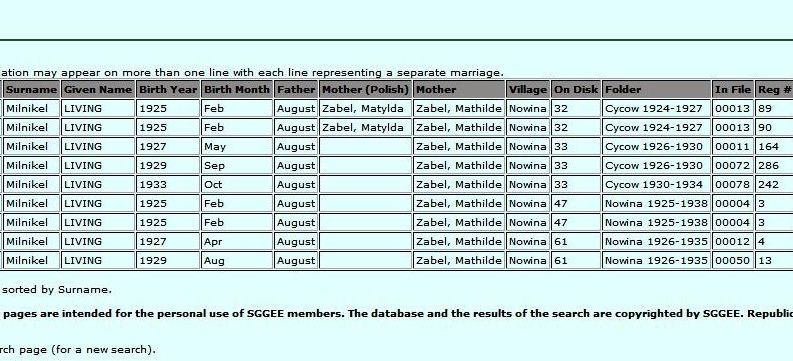 ation may appear on more than one line with each line representing a separate marriage.
Surname Given Name Birth Year Birth Month Father Mother (Polish) Mother Village On Disk Folder In File Reg #
Milnikel LIVING 1925 Feb August Zabel, Matylda Zabel, Mathilde Nowina 32 Cycow 1924-1927 00013 89
Milnikel LIVING 1925 Feb August Zabel, Matylda Zabel, Mathilde Nowina 32 Cycow 1924-1927 00013 90
Milnikel LIVING 1927 May August Zabel, Mathilde Nowina 33 Cycow 1926-1930 00011 164
Milnikel LIVING 1929 Sep August Zabel, Mathilde Nowina 33 Cycow 1926-1930 00072 286
Milnikel LIVING 1933 Oct August Zabel, Mathilde Nowina 33 Cycow 1930-1934 00078 242
Milnikel LIVING 1925 Feb August Zabel, Mathilde Nowina 47 Nowina 1925-1938 00004 3
Milnikel LIVING 1925 Feb August Zabel, Mathilde Nowina 47 Nowina 1925-1938 00004 3
Milnikel LIVING 1927 Apr August Zabel, Mathilde Nowina 61 Nowina 1926-1935 00012 4
Milnikel LIVING 1929 Aug August Zabel, Mathilde Nowina 61 Nowina 1926-1935 00050 13
sorted by Surname.
pages are intended for the personal use of SGGEE members. The database and the results of the search are copyrighted by SGGEE. Republic
rch page (for a new search).